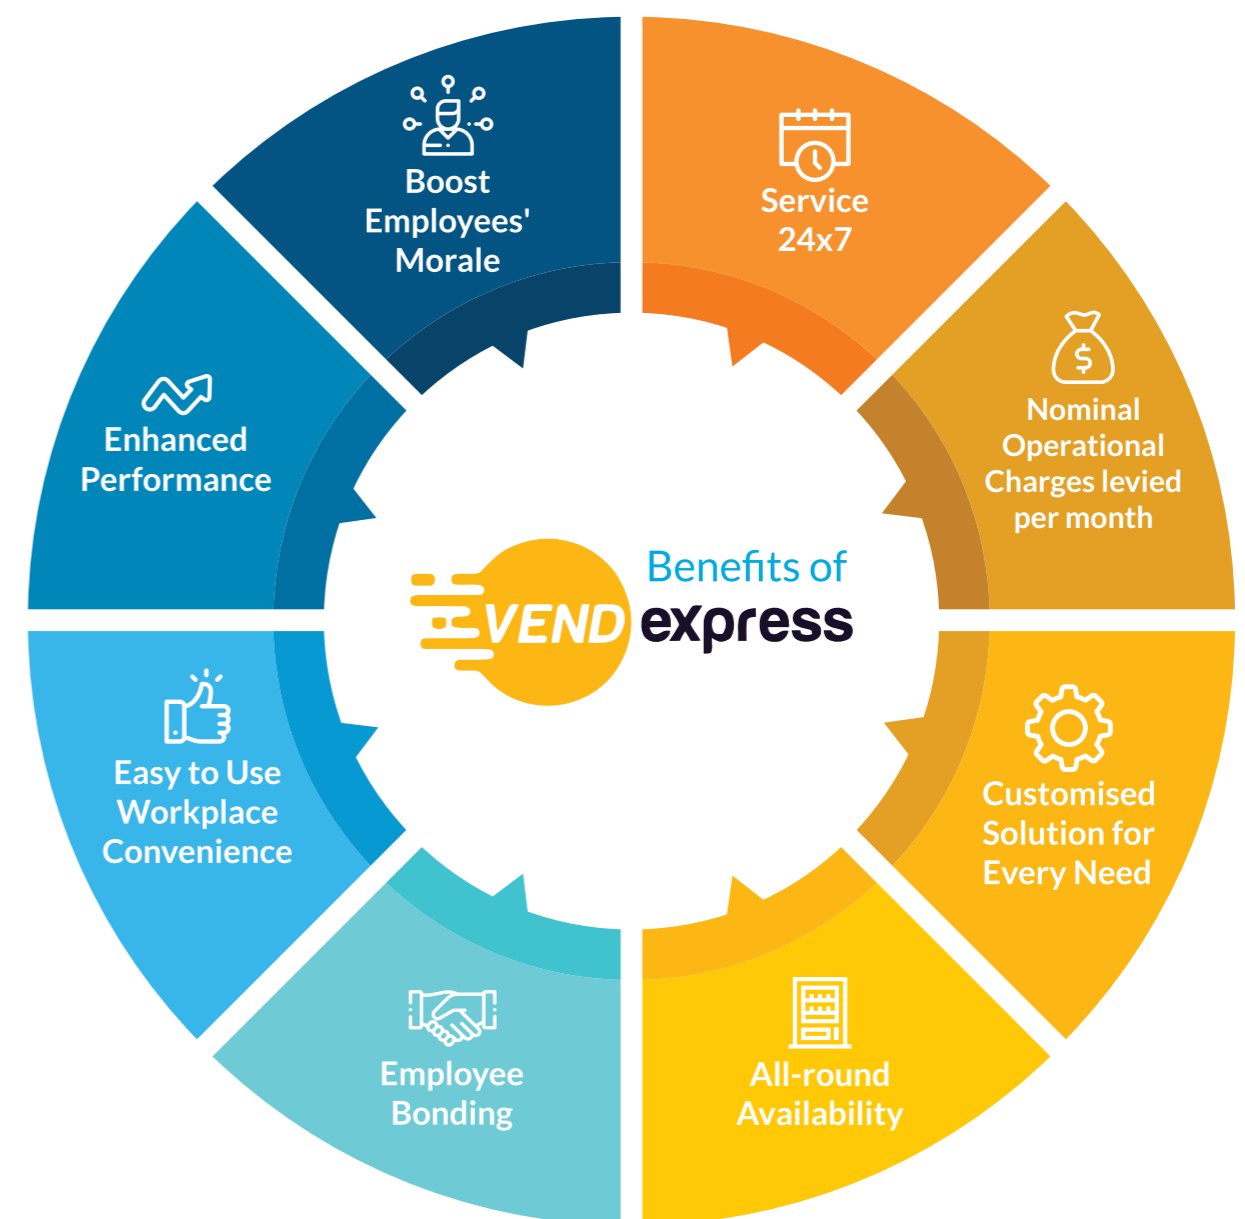 Boost
Employees'
Morale
Service
24x7
Nominal
Operational
Charges levied
per month
Customised
Solution for
Every Need
All-round
Availability
Employee
Bonding
Easy to Use
Workplace
Convenience
Enhanced
Performance
Benefits of
VEND express
$